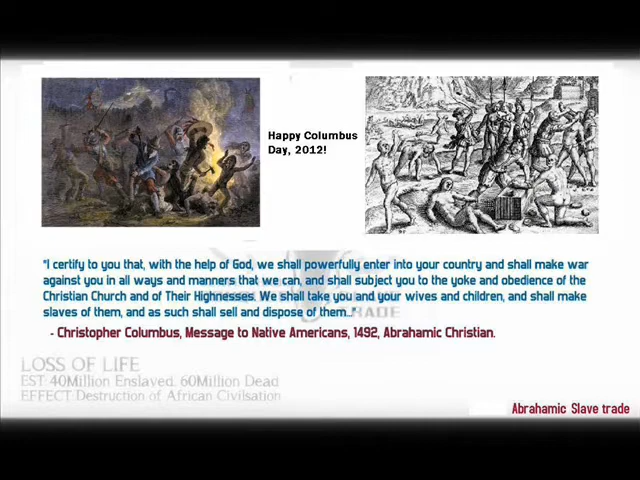 Happy Columbus
Day, 2012!
"I certify to you that, with the help of God, we shall powerfully enter into your country and shall make war
against you in all ways and manners that we can, and shall subject you to the yoke and obedience of the
Christian Church and of Their Highnesses. We shall take you and your wives and children, and shall make
slaves of them, and as such shall sell and dispose of them..."
- Christopher Columbus, Message to Native Americans, 1492, Abrahamic Christian.
TRADE
LOSS OF LIFE
EST: 40Million Enslaved. 60Million Dead
EFFECT Destruction of African Civilsation
Abrahamic Slave trade